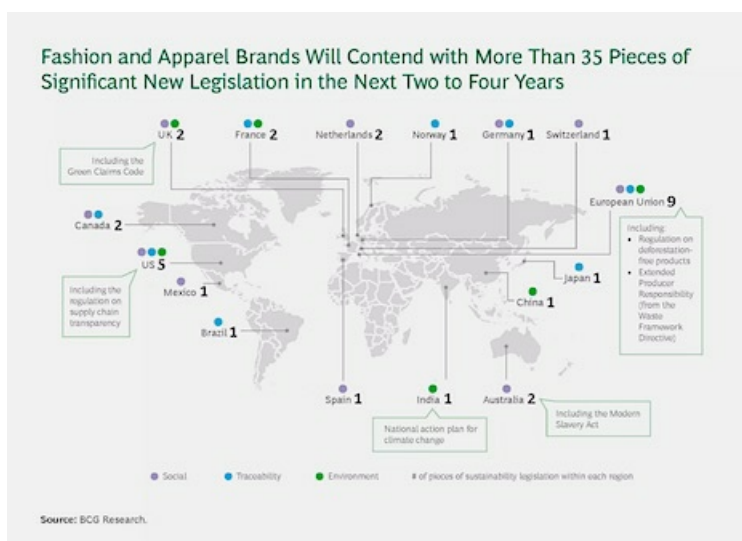 Fashion and Apparel Brands Will Contend with More Than 35 Pieces of
Significant New Legislation in the Next Two to Four Years
UK 2
France 2
Netherlands 2
Norway 1
Germany 1
Switzerland 1
Including the
Green Claims Code
European Union 9
Including:
• Regulation on
deforestation-
free products
• Extended
Producer
Responsibility
(from the
Waste
Framework
Directive)
Canada 2
US 5
Including the
regulation on
supply chain
transparency
Mexico 1
Brazil 1
Japan 1
China 1
Spain 1
India 1
National action plan for
climate change
Australia 2
Including the Modern
Slavery Act
Social
Traceability
Environment
# of pieces of sustainability legislation within each region
Source: BCG Research.